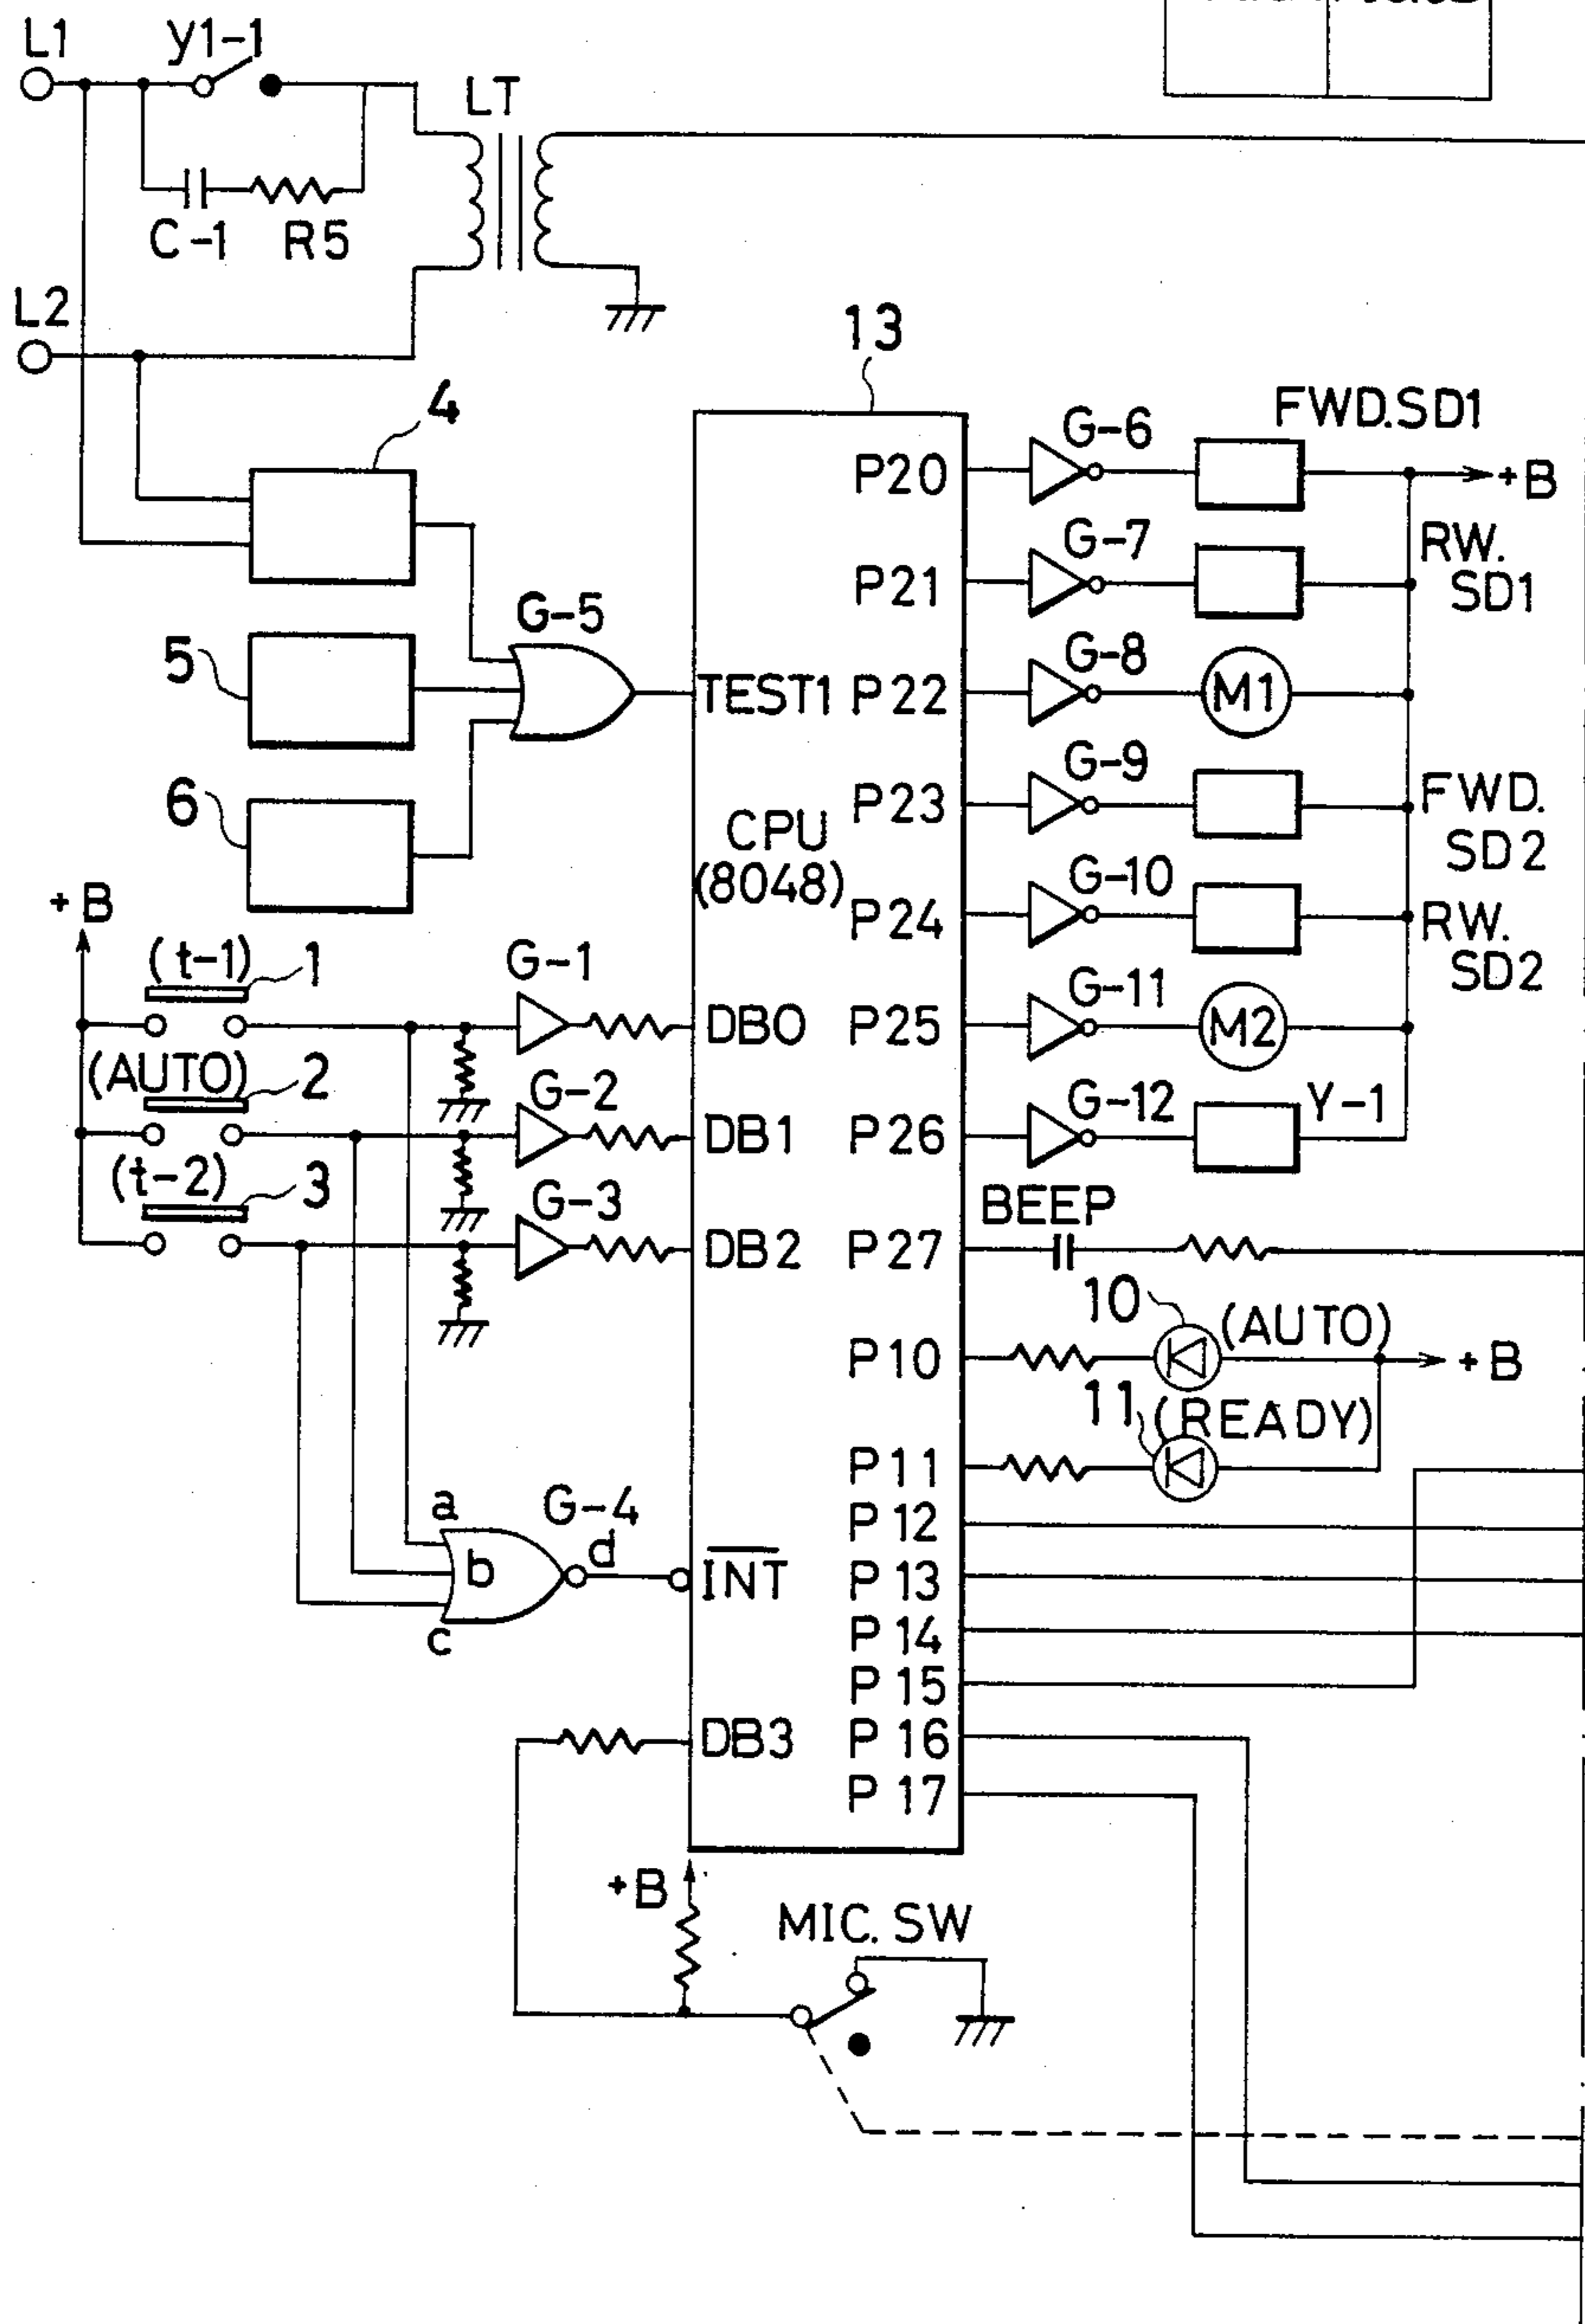 L1
y1-1
LT
C-1
R5
L2
13
4
FWD.SD1
G-6
P20
+B
G-7
RW.
SD1
P21
G-5
5
G-8
TEST1
P22
M1
G-9
6
P23
FWD.
SD2
CPU
(8048)
G-10
P24
RW.
SD2
+B
(t-1)
1
G-1
G-11
DB0
P25
M2
(AUTO)
2
G-2
G-12
Y-1
DB1
P26
(t-2)
3
G-3
BEEP
DB2
P27
10
(AUTO)
P10
+B
11
(READY)
P11
a
G-4
P12
b
d
INT
P13
c
P14
P15
DB3
P16
P17
+B
MIC. SW